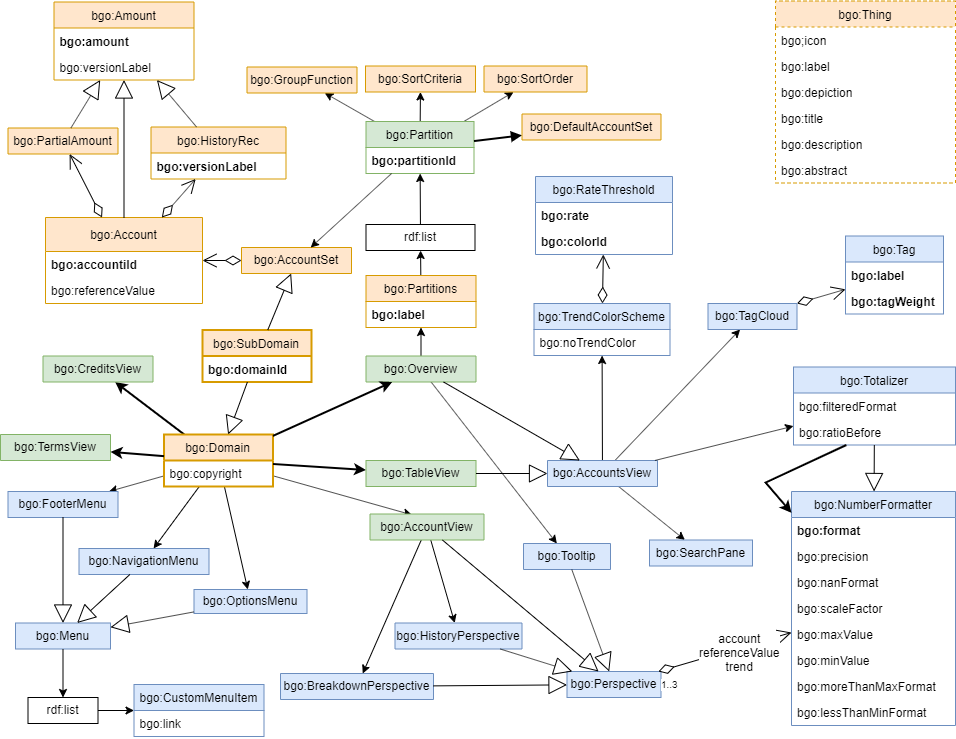 bgo:Amount
bgo:amount
bgo:versionLabel
bgo:Thing
bgo;icon
bgo:label
bgo:depiction
bgo:title
bgo:description
bgo:abstract
bgo:GroupFunction
bgo:SortCriteria
bgo:SortOrder
bgo:PartialAmount
bgo:HistoryRec
bgo:versionLabel
bgo:Partition
bgo:partitionId
bgo:DefaultAccountSet
bgo:RateThreshold
bgo:rate
bgo:colorId
bgo:Account
bgo:accountiId
bgo:referenceValue
bgo:AccountSet
rdf:list
bgo:Partitions
bgo:label
bgo:Tag
bgo:label
bgo:tagWeight
bgo:TrendColorScheme
bgo:noTrendColor
bgo:TagCloud
bgo:SubDomain
bgo:domainId
bgo:CreditsView
bgo:Overview
bgo:Totalizer
bgo:filteredFormat
bgo:ratioBefore
bgo:TermsView
bgo:Domain
bgo:copyright
bgo:TableView
bgo:AccountsView
bgo:FooterMenu
bgo:AccountView
bgo:NumberFormatter
bgo:format
bgo:precision
bgo:nanFormat
bgo:scaleFactor
bgo:maxValue
bgo:minValue
bgo:moreThanMaxFormat
bgo:lessThanMinFormat
bgo:NavigationMenu
bgo:Tooltip
bgo:SearchPane
bgo:OptionsMenu
bgo:Menu
bgo:HistoryPerspective
account
referenceValue
trend
bgo:BreakdownPerspective
bgo:Perspective
1..3
rdf:list
bgo:CustomMenuItem
bgo:link